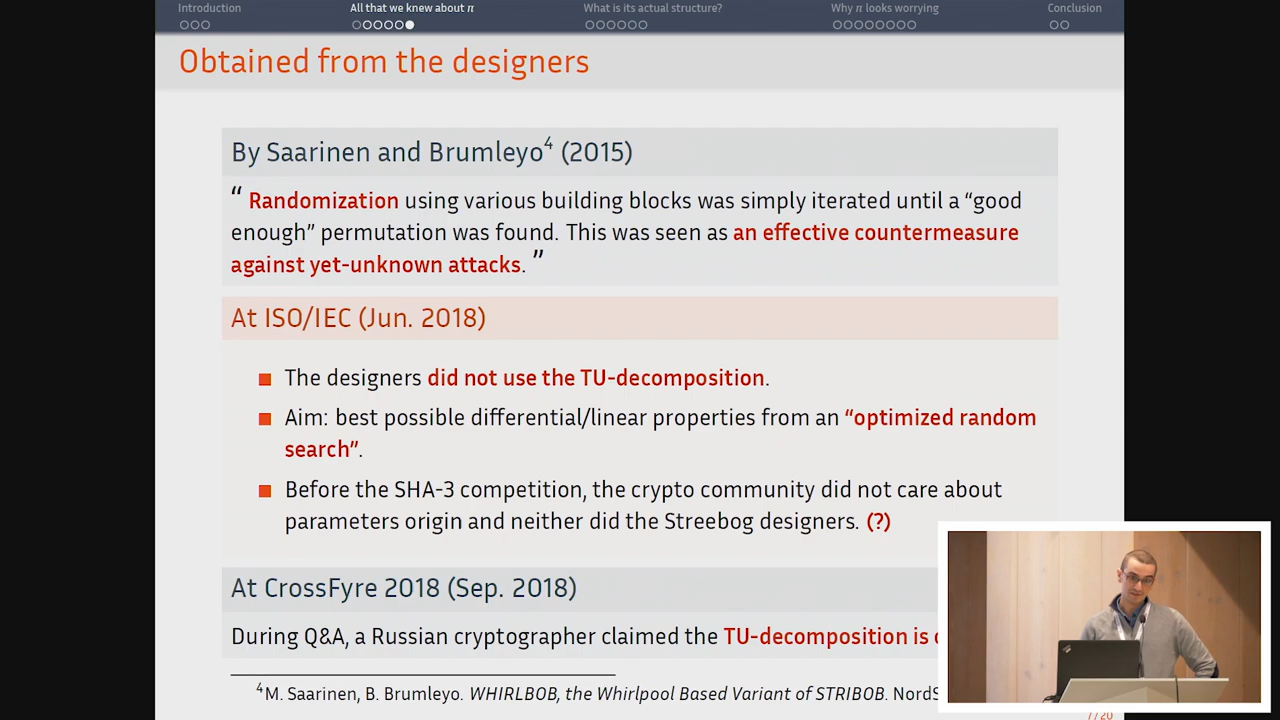 Introduction All that we knew about π What is its actual structure? Why π looks worrying Conclusion
Obtained from the designers
By Saarinen and Brumleyo⁴ (2015)
“ Randomization using various building blocks was simply iterated until a “good
enough” permutation was found. This was seen as an effective countermeasure
against yet-unknown attacks. ”
At ISO/IEC (Jun. 2018)
■ The designers did not use the TU-decomposition.
■ Aim: best possible differential/linear properties from an “optimized random
search”.
■ Before the SHA-3 competition, the crypto community did not care about
parameters origin and neither did the Streebog designers. (?)
At CrossFyre 2018 (Sep. 2018)
During Q&A, a Russian cryptographer claimed the TU-decomposition is
⁴M. Saarinen, B. Brumleyo. WHIRLBOB, the Whirlpool Based Variant of STRIBOB.
7/20